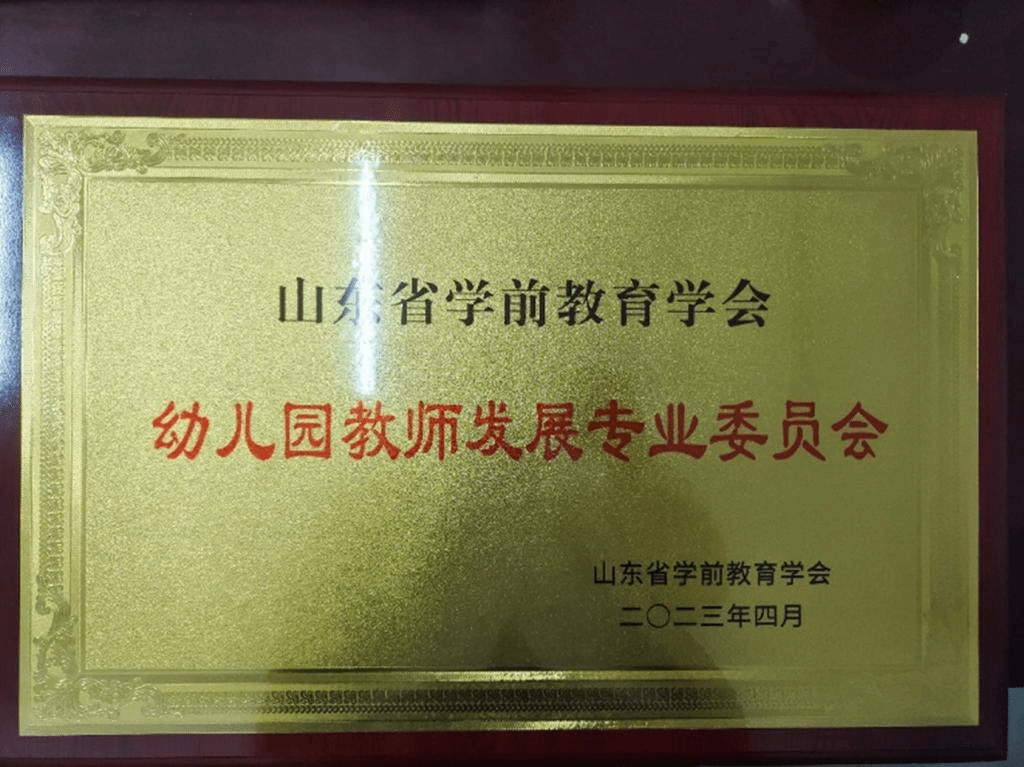 山东省学前教育学会
幼儿园教师发展专业委员会
山东省学前教育学会
二〇二三年四月